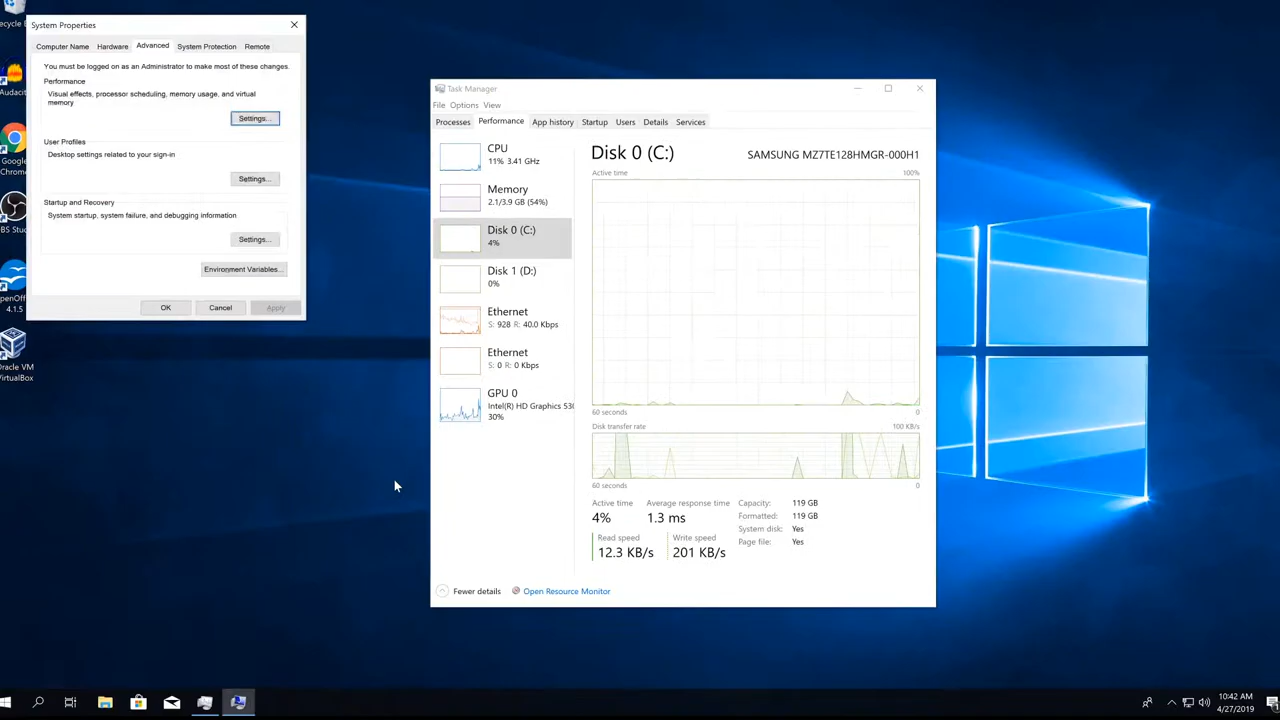 Recycle
Audacit
Google
Chrome
OBS Studi
OpenOffi
4.1.5
Oracle VM
VirtualBox
System Properties
Computer Name Hardware Advanced System Protection Remote
You must be logged on as an Administrator to make most of these changes.
Performance
Visual effects, processor scheduling, memory usage, and virtual
memory
Settings...
User Profiles
Desktop settings related to your sign-in
Settings...
Startup and Recovery
System startup, system failure, and debugging information
Settings...
Environment Variables...
OK Cancel Apply
Task Manager
File Options View
Processes Performance App history Startup Users Details Services
CPU
11% 3.41 GHz
Memory
2.1/3.9 GB (54%)
Disk 0 (C:)
4%
Disk 1 (D:)
0%
Ethernet
S: 928 R: 40.0 Kbps
Ethernet
S: 0 R: 0 Kbps
GPU 0
Intel(R) HD Graphics 530
30%
Disk 0 (C:) SAMSUNG MZ7TE128HMGR-000H1
Active time 100%
60 seconds 0
Disk transfer rate 100 KB/s
60 seconds 0
Active time Average response time
4% 1.3 ms
Read speed Write speed
12.3 KB/s 201 KB/s
Capacity: 119 GB
Formatted: 119 GB
System disk: Yes
Page file: Yes
Fewer details Open Resource Monitor
10:42 AM
4/27/2019